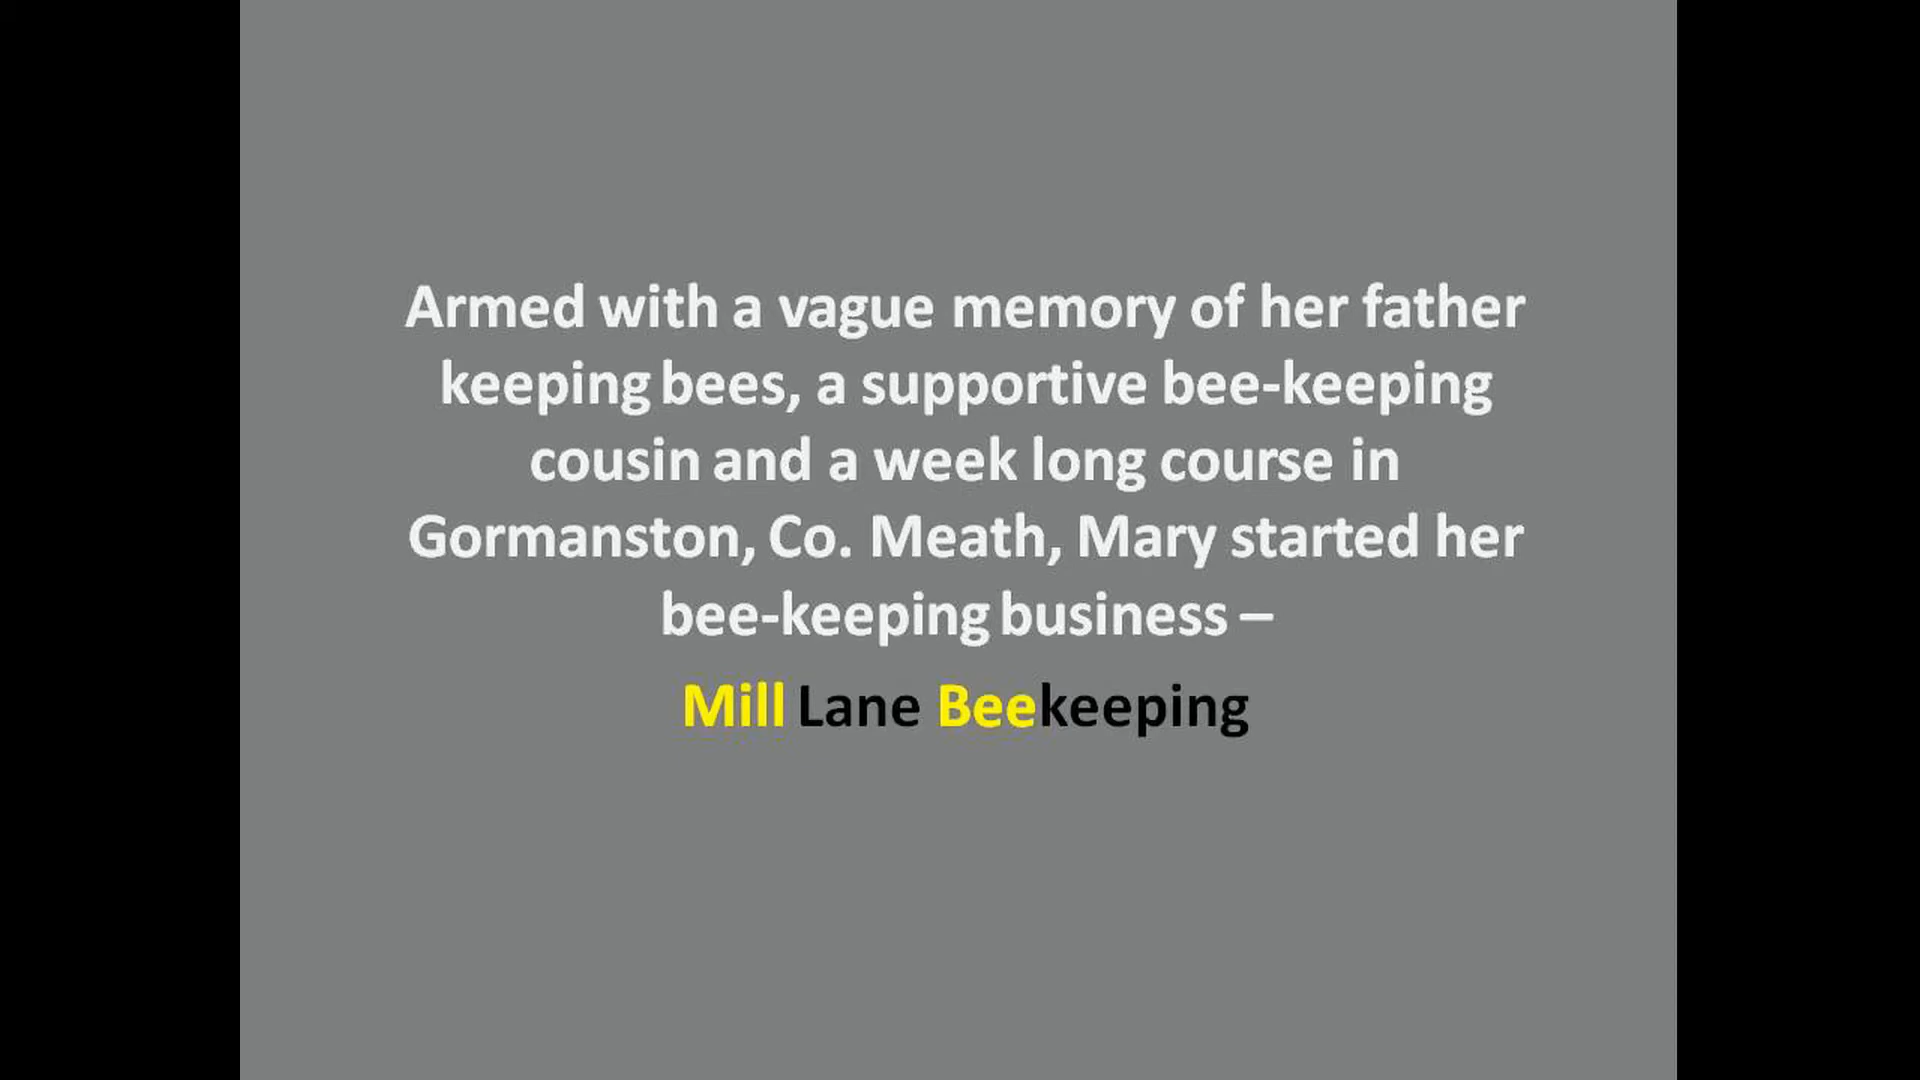 Armed with a vague memory of her father
keeping bees, a supportive bee-keeping
cousin and a week long course in
Gormanston, Co. Meath, Mary started her
bee-keeping business –
Mill Lane Beekeeping